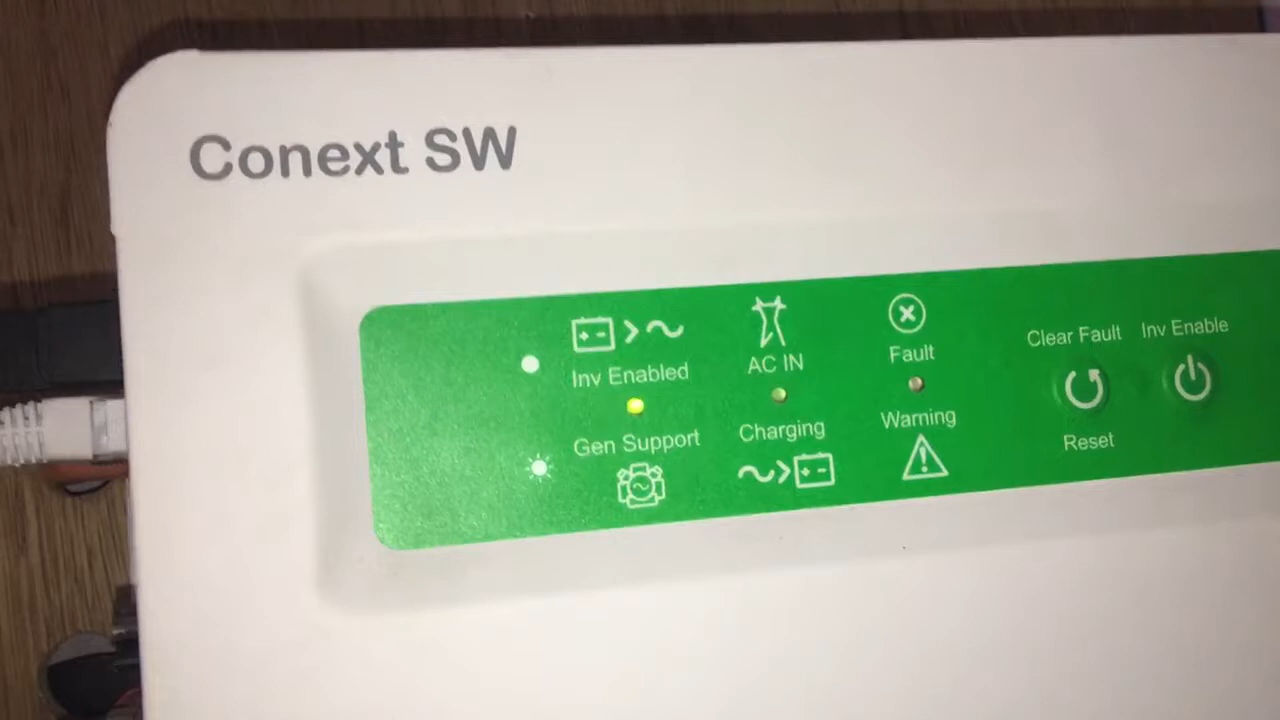 Conext SW
Inv Enabled
AC IN
Fault
Clear Fault
Inv Enable
Gen Support
Charging
Warning
Reset